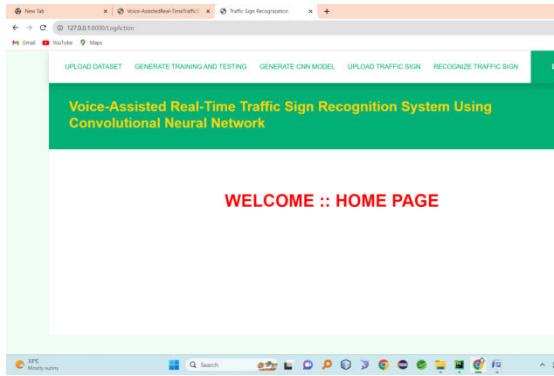 New Tab
Voice-AssistedReal-TimeTraffic
Traffic Sign Recognization
127.0.0.1:8000/LogAction
Gmail
YouTube
Maps
UPLOAD DATASET
GENERATE TRAINING AND TESTING
GENERATE CNN MODEL
UPLOAD TRAFFIC SIGN
RECOGNIZE TRAFFIC SIGN
Voice-Assisted Real-Time Traffic Sign Recognition System Using
Convolutional Neural Network
WELCOME :: HOME PAGE
Mostly sunny
Search